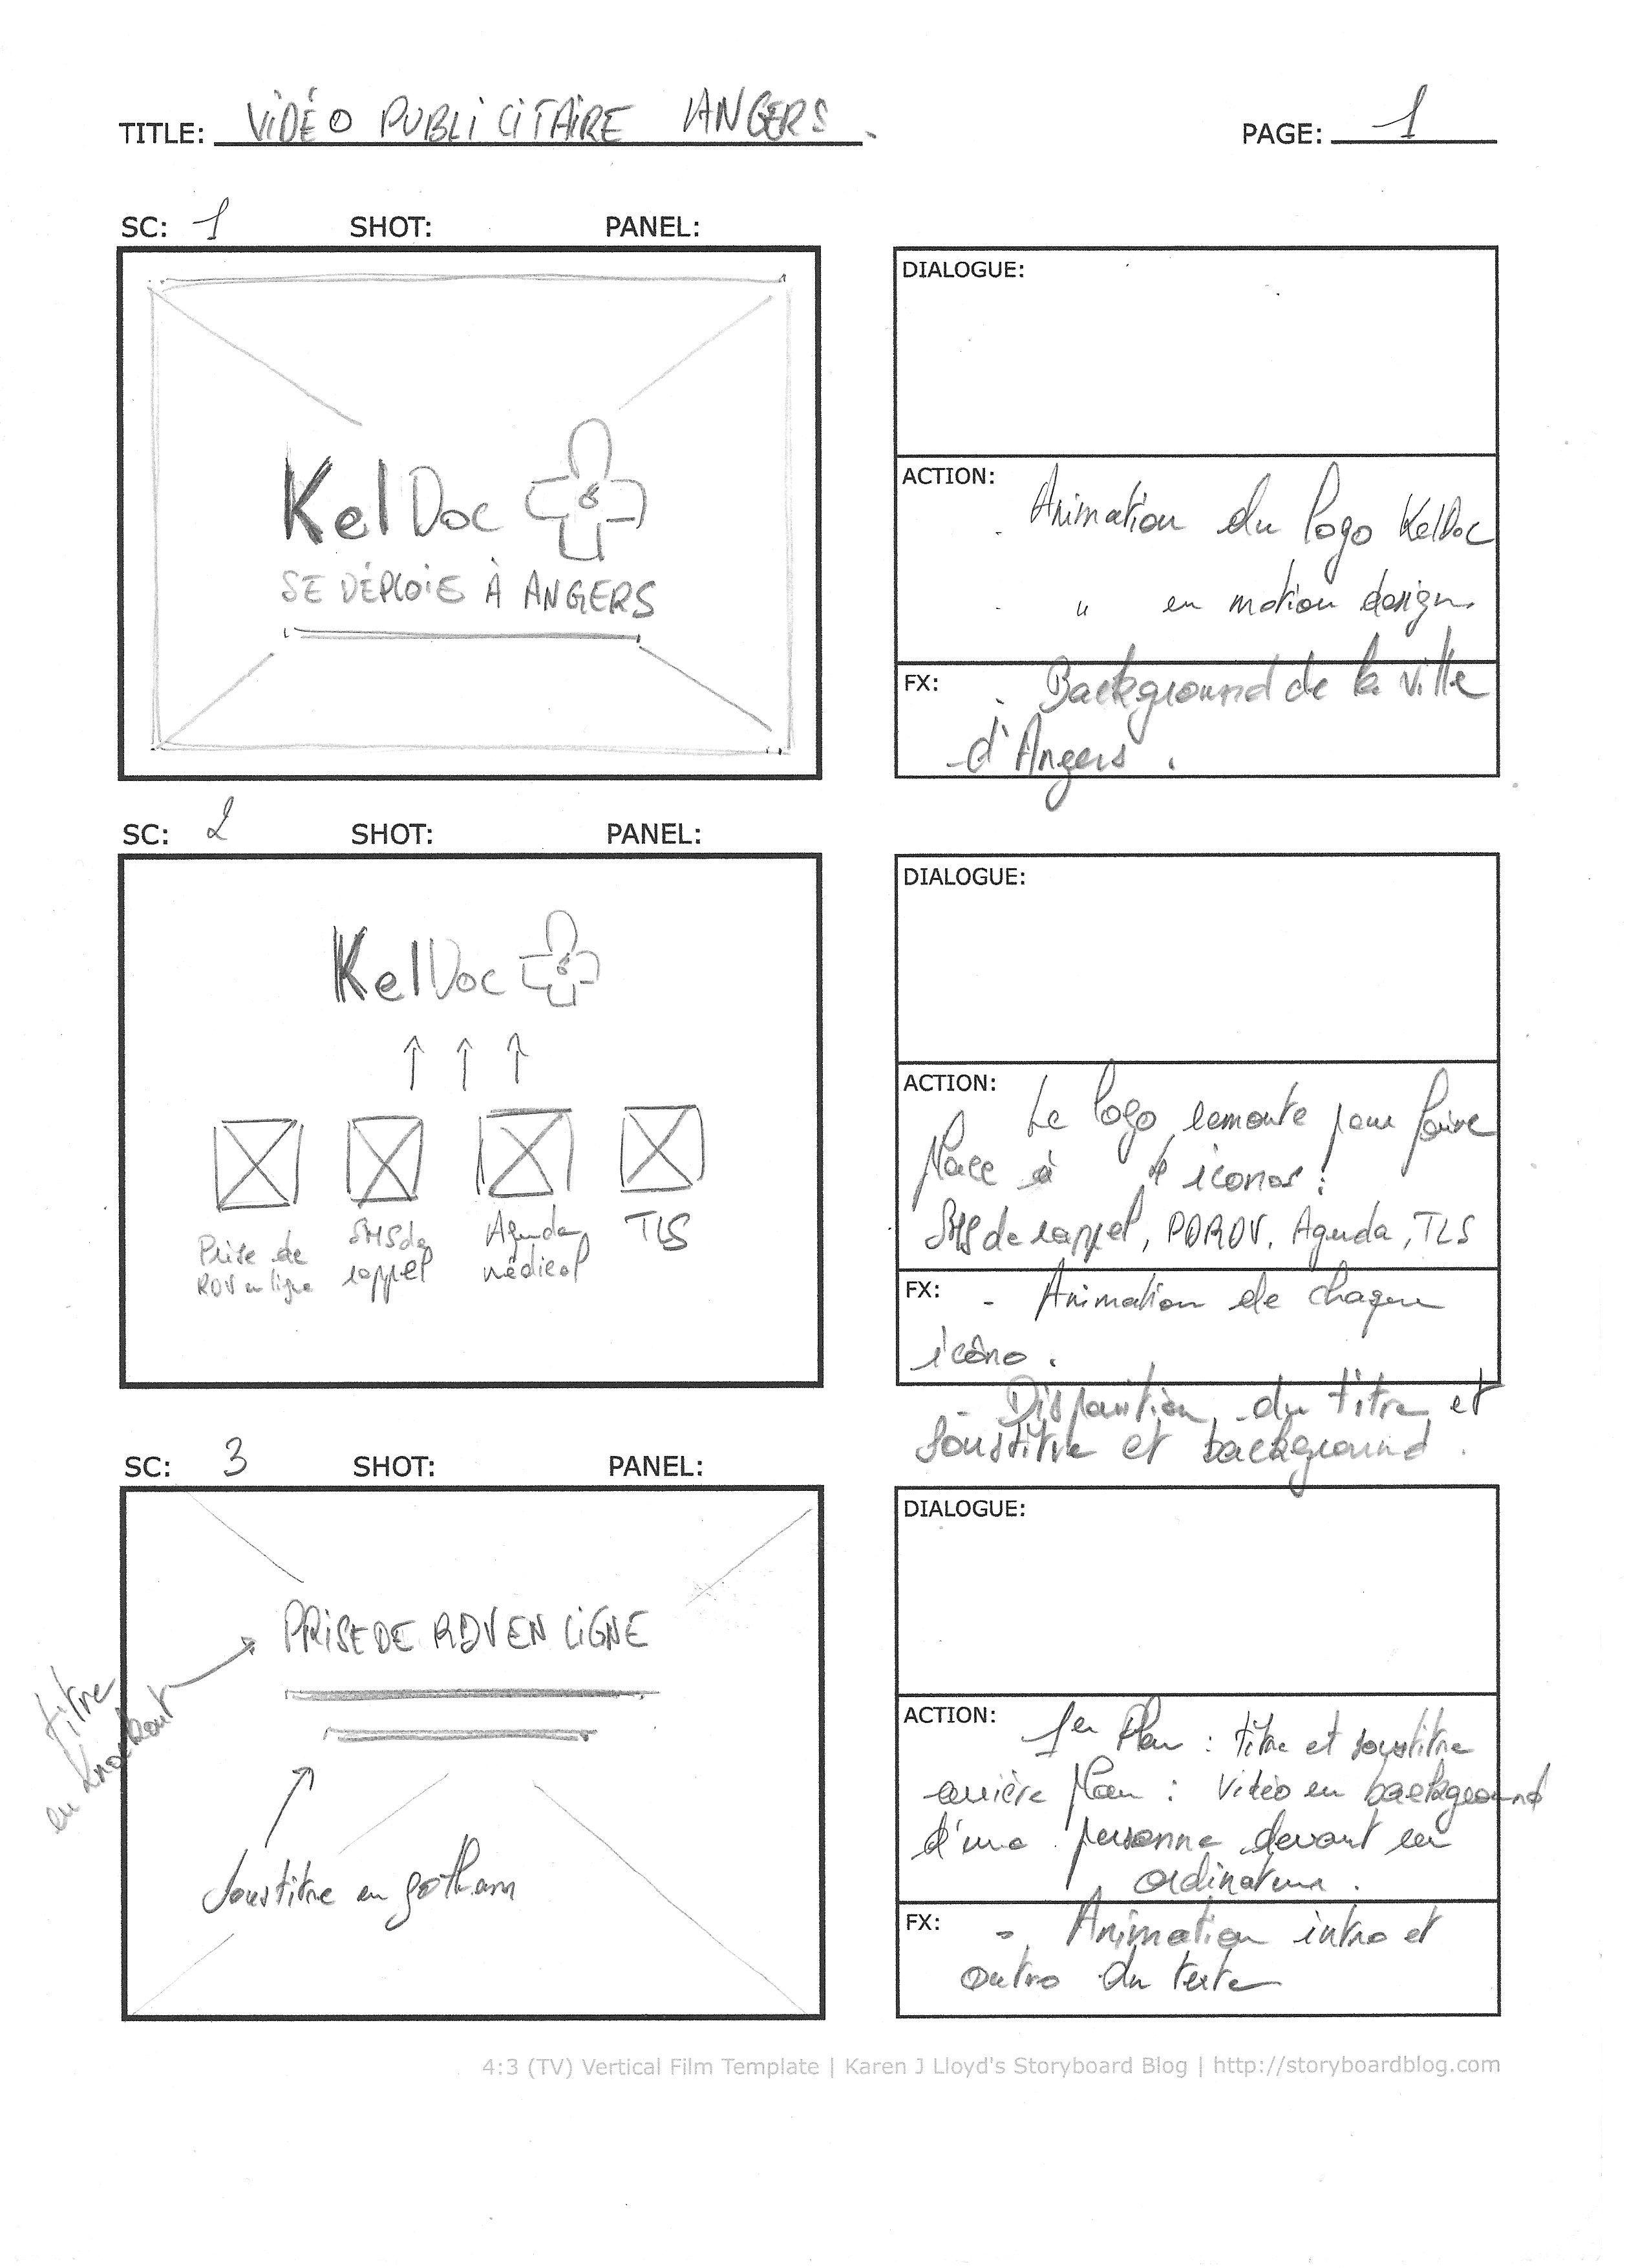 TITLE: VIDÉO PUBLICITAIRE ANGERS.
PAGE: 1
SC: 1 SHOT: PANEL:
KelDoc
SE DÉPLOIE À ANGERS
DIALOGUE:
ACTION: - Animation du logo KelDoc
- " en motion design.
FX: - Background de la ville
d'Angers.
SC: 2 SHOT: PANEL:
KelDoc
Prise de
RDV en ligne
SMS de
rappel
Agenda
médical
TLS
DIALOGUE:
ACTION: Le logo remonte pour faire
place à 4 icones :
SMS de rappel, PDRDV, Agenda, TLS
FX: - Animation de chaque
icône.
- Disparition du titre et
soustitre et background.
SC: 3 SHOT: PANEL:
PRISE DE RDV EN LIGNE
titre
en knockout
soustitre en gotham
DIALOGUE:
ACTION: 1er Plan : titre et soustitre
arrière plan : vidéo en background
d'une personne devant un
ordinateur.
FX: - Animation intro et
outro du texte
4:3 (TV) Vertical Film Template | Karen J Lloyd's Storyboard Blog | http://storyboardblog.com